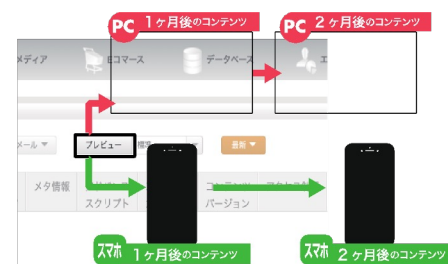 PC 1ヶ月後のコンテンツ
PC 2ヶ月後のコンテンツ
メディア
Eコマース
データベース
エ
メール
プレビュー
最新
メタ情報
スクリプト
バージョン
スマホ 1ヶ月後のコンテンツ
スマホ 2ヶ月後のコンテンツ